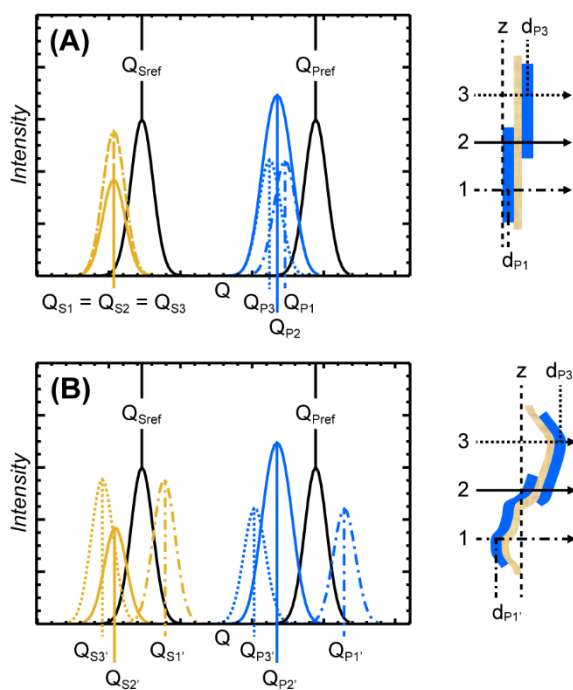 (A)
Q_Sref
Q_Pref
Intensity
Q_S1 = Q_S2 = Q_S3
Q
Q_P3
Q_P1
Q_P2
z
d_P3
3
2
1
d_P1
(B)
Q_Sref
Q_Pref
Intensity
Q_S3'
Q_S1'
Q_S2'
Q
Q_P3'
Q_P1'
Q_P2'
z
d_P3
3
2
1
d_P1'